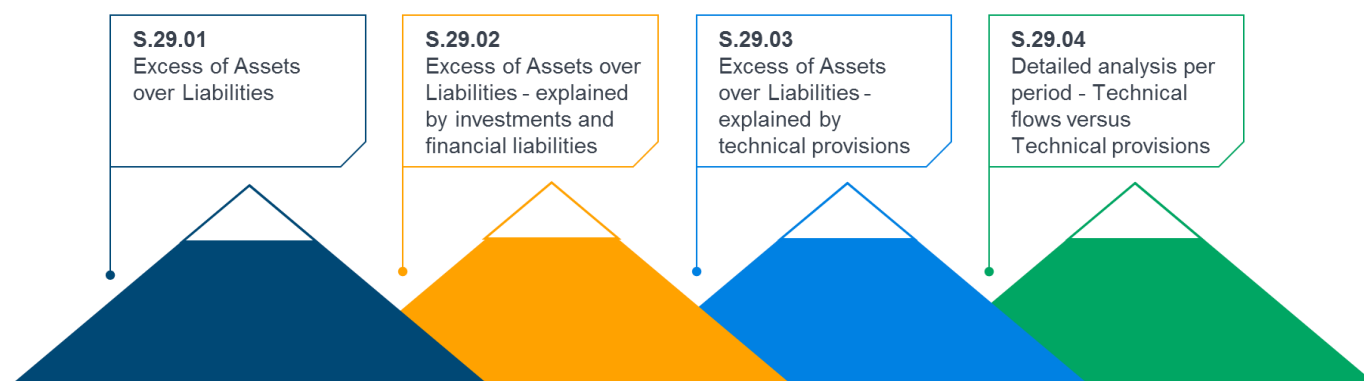 S.29.01
Excess of Assets
over Liabilities
S.29.02
Excess of Assets over
Liabilities - explained
by investments and
financial liabilities
S.29.03
Excess of Assets
over Liabilities -
explained by
technical provisions
S.29.04
Detailed analysis per
period - Technical
flows versus
Technical provisions